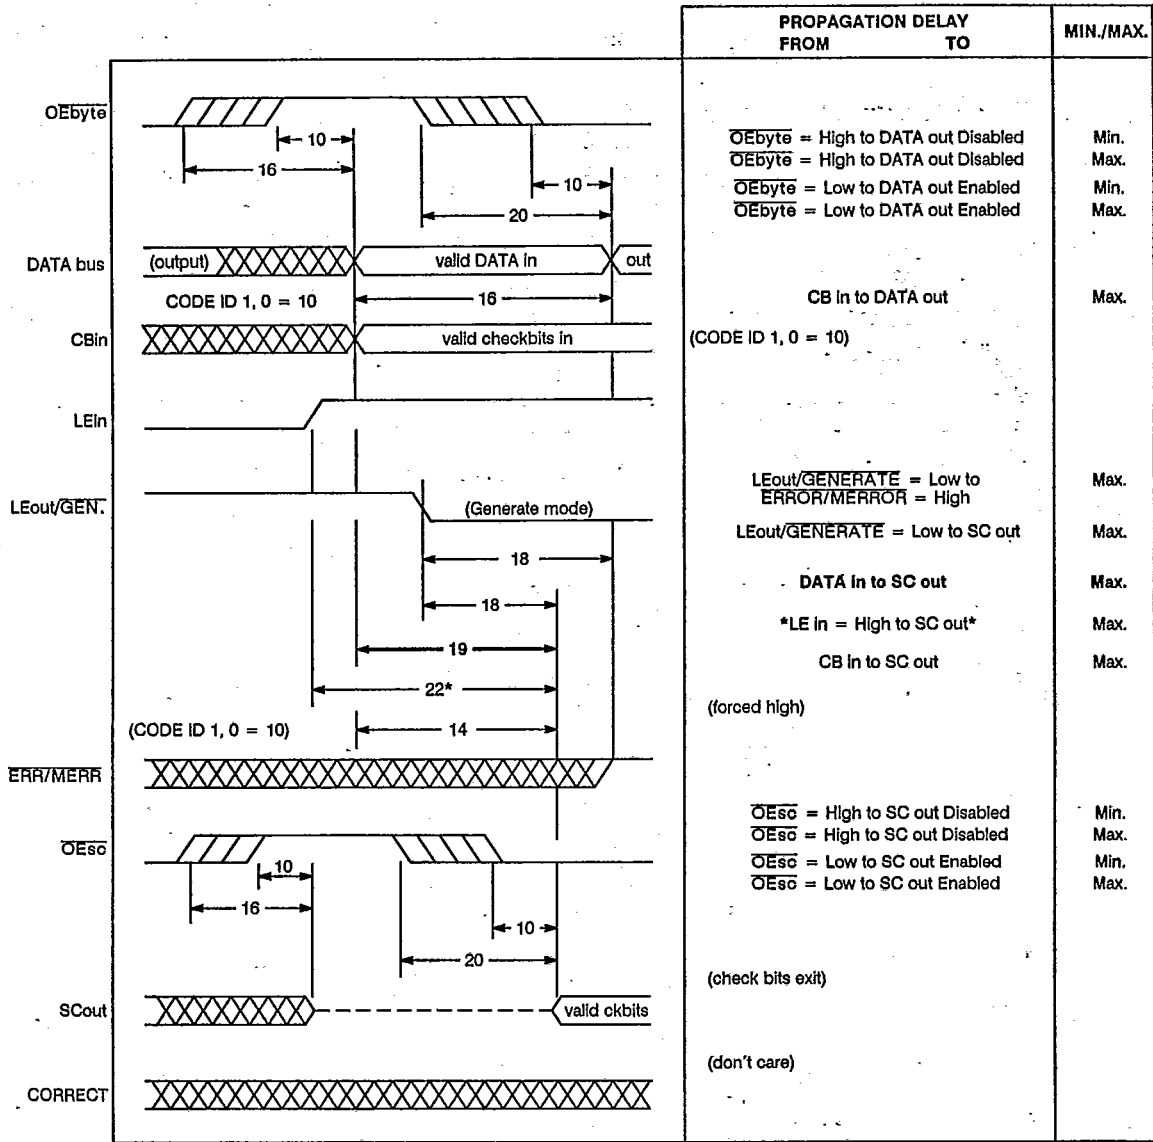 PROPAGATION DELAY
FROM TO
MIN./MAX.
OEbyte
10
16
10
20
OEbyte = High to DATA out Disabled Min.
OEbyte = High to DATA out Disabled Max.
OEbyte = Low to DATA out Enabled Min.
OEbyte = Low to DATA out Enabled Max.
DATA bus (output) valid DATA in out
CODE ID 1, 0 = 10 16 CB in to DATA out Max.
CBin valid checkbits in (CODE ID 1, 0 = 10)
LEin
LEout/GEN. (Generate mode)
LEout/GENERATE = Low to Max.
ERROR/MERROR = High
18 LEout/GENERATE = Low to SC out Max.
18 DATA in to SC out Max.
19 *LE in = High to SC out* Max.
22* CB in to SC out Max.
(CODE ID 1, 0 = 10) 14 (forced high)
ERR/MERR
OEsc
10
16
10
20
OEsc = High to SC out Disabled Min.
OEsc = High to SC out Disabled Max.
OEsc = Low to SC out Enabled Min.
OEsc = Low to SC out Enabled Max.
SCout valid ckbits (check bits exit)
CORRECT (don't care)